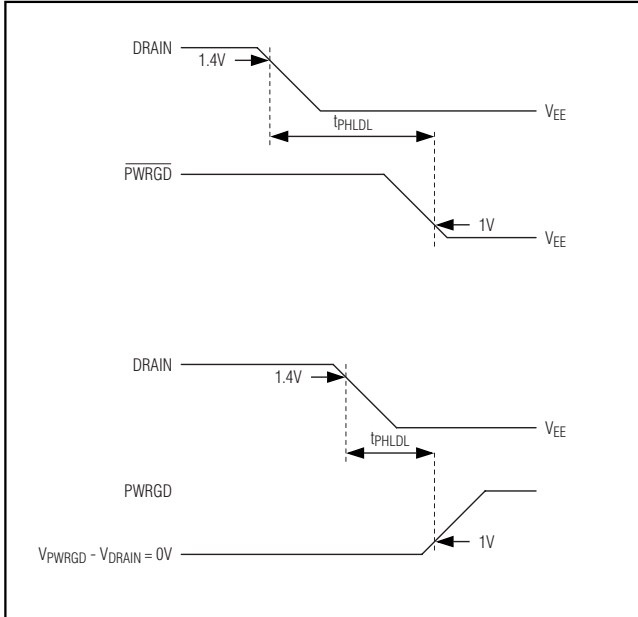 DRAIN
1.4V
VEE
tPHLDL
PWRGD
1V
VEE
DRAIN
1.4V
VEE
tPHLDL
PWRGD
1V
VPWRGD - VDRAIN = 0V